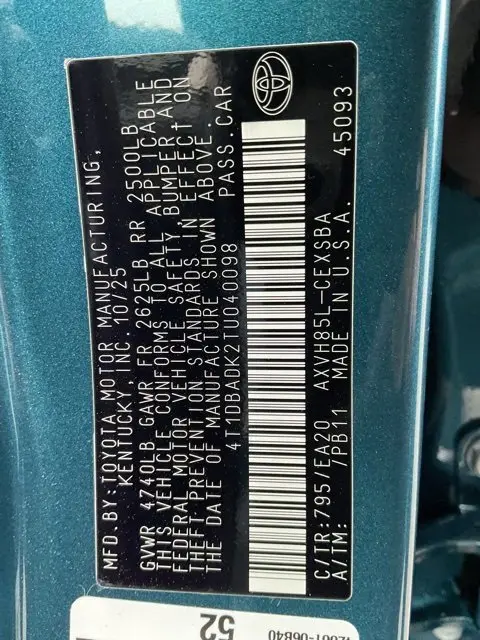 MFD. BY: TOYOTA MOTOR MANUFACTURING,
KENTUCKY, INC. 10/25
GVWR 4740LB GAWR FR 2625LB RR 2500LB
THIS VEHICLE CONFORMS TO ALL APPLICABLE
FEDERAL MOTOR VEHICLE SAFETY, BUMPER AND
THEFT PREVENTION STANDARDS IN EFFECT ON
THE DATE OF MANUFACTURE SHOWN ABOVE.
4T1DBADK2TU040098 PASS. CAR
C/TR: 795/EA20 AXVH85L-CEXSBA
A/TM: /PB11 MADE IN U.S.A. 45093
52